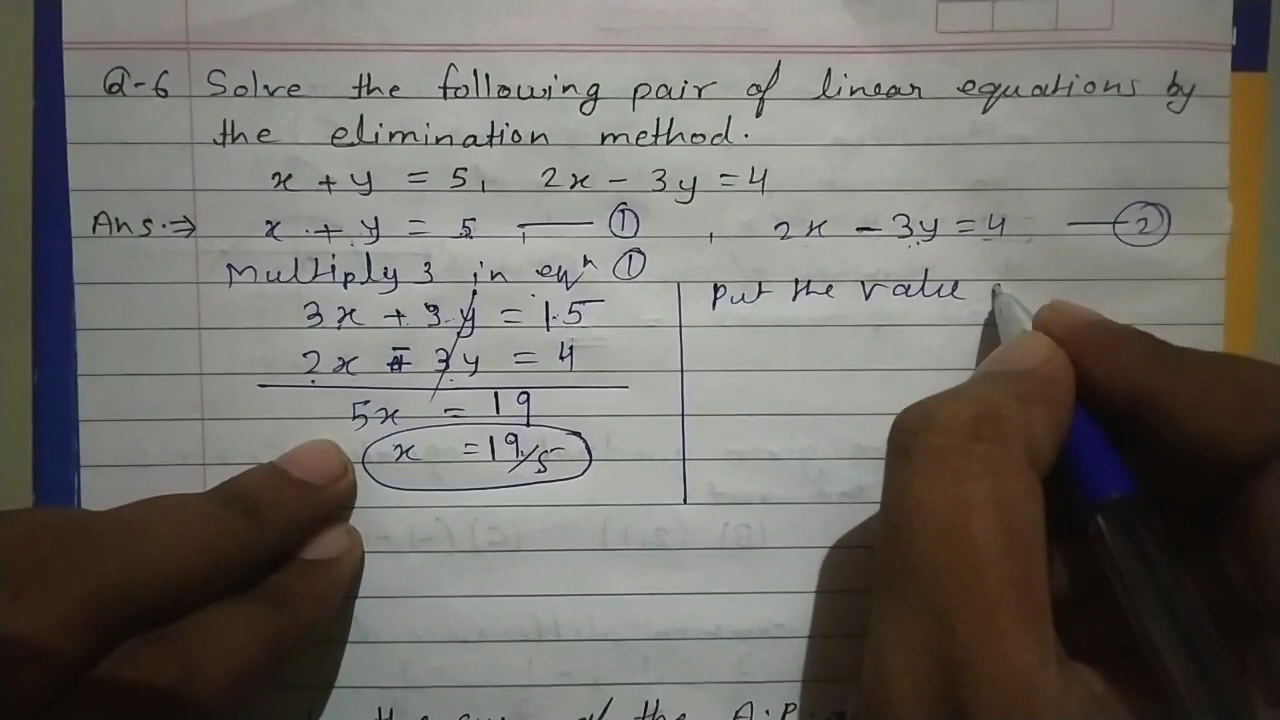 Q-6 Solve the following pair of linear equations by
the elimination method.
x + y = 5, 2x - 3y = 4
Ans.⇒ x + y = 5 , —— ① , 2x - 3y = 4 —— ②
Multiply 3 in eqⁿ ①
3x + 3y = 15
2x - 3y = 4
5x = 19
x = 19/5
Put the value
of the A.P.